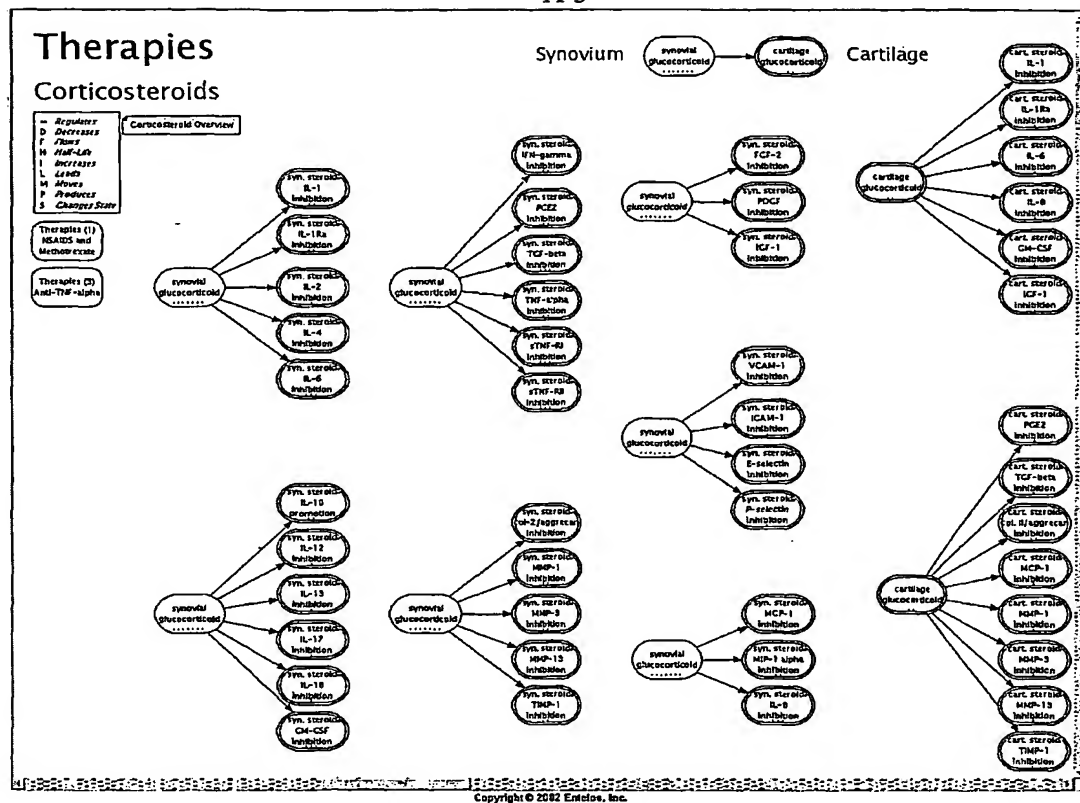 Therapies
Corticosteroids
Regulates
D Decreases
F Flows
H Half-Life
I Increases
L Leads
M Moves
P Produces
S Changes State
Corticosteroid Overview
Therapies (1)
NSAIDS and
Methotrexate
Therapies (3)
Anti-TNF-alpha
Synovium
synovial
glucocorticoid
cartilage
glucocorticoid
Cartilage
synovial
glucocorticoid
syn. steroid
IL-1
inhibition
syn. steroid
IL-1Ra
inhibition
syn. steroid
IL-2
inhibition
syn. steroid
IL-4
inhibition
syn. steroid
IL-6
inhibition
synovial
glucocorticoid
syn. steroid
IFN-gamma
inhibition
syn. steroid
PGE2
inhibition
syn. steroid
TGF-beta
inhibition
syn. steroid
TNF-alpha
inhibition
syn. steroid
sTNF-RI
inhibition
syn. steroid
sTNF-RII
inhibition
synovial
glucocorticoid
syn. steroid
FGF-2
inhibition
syn. steroid
PDGF
inhibition
syn. steroid
IGF-1
inhibition
cartilage
glucocorticoid
cart. steroid
IL-1
inhibition
cart. steroid
IL-1Ra
inhibition
cart. steroid
IL-6
inhibition
cart. steroid
IL-8
inhibition
cart. steroid
GM-CSF
inhibition
cart. steroid
IGF-1
inhibition
synovial
glucocorticoid
syn. steroid
VCAM-1
inhibition
syn. steroid
ICAM-1
inhibition
syn. steroid
E-selectin
inhibition
syn. steroid
P-selectin
inhibition
synovial
glucocorticoid
syn. steroid
IL-10
promotion
syn. steroid
IL-12
inhibition
syn. steroid
IL-13
inhibition
syn. steroid
IL-17
inhibition
syn. steroid
IL-18
inhibition
syn. steroid
GM-CSF
inhibition
synovial
glucocorticoid
syn. steroid
col-2/aggrecan
inhibition
syn. steroid
MMP-1
inhibition
syn. steroid
MMP-3
inhibition
syn. steroid
MMP-13
inhibition
syn. steroid
TIMP-1
inhibition
synovial
glucocorticoid
syn. steroid
MCP-1
inhibition
syn. steroid
MIP-1 alpha
inhibition
syn. steroid
IL-8
inhibition
cartilage
glucocorticoid
cart. steroid
PGE2
inhibition
cart. steroid
TGF-beta
inhibition
cart. steroid
col. II/aggrecan
inhibition
cart. steroid
MCP-1
inhibition
cart. steroid
MMP-1
inhibition
cart. steroid
MMP-3
inhibition
cart. steroid
MMP-13
inhibition
cart. steroid
TIMP-1
inhibition
Copyright © 2002 Entelos, Inc.